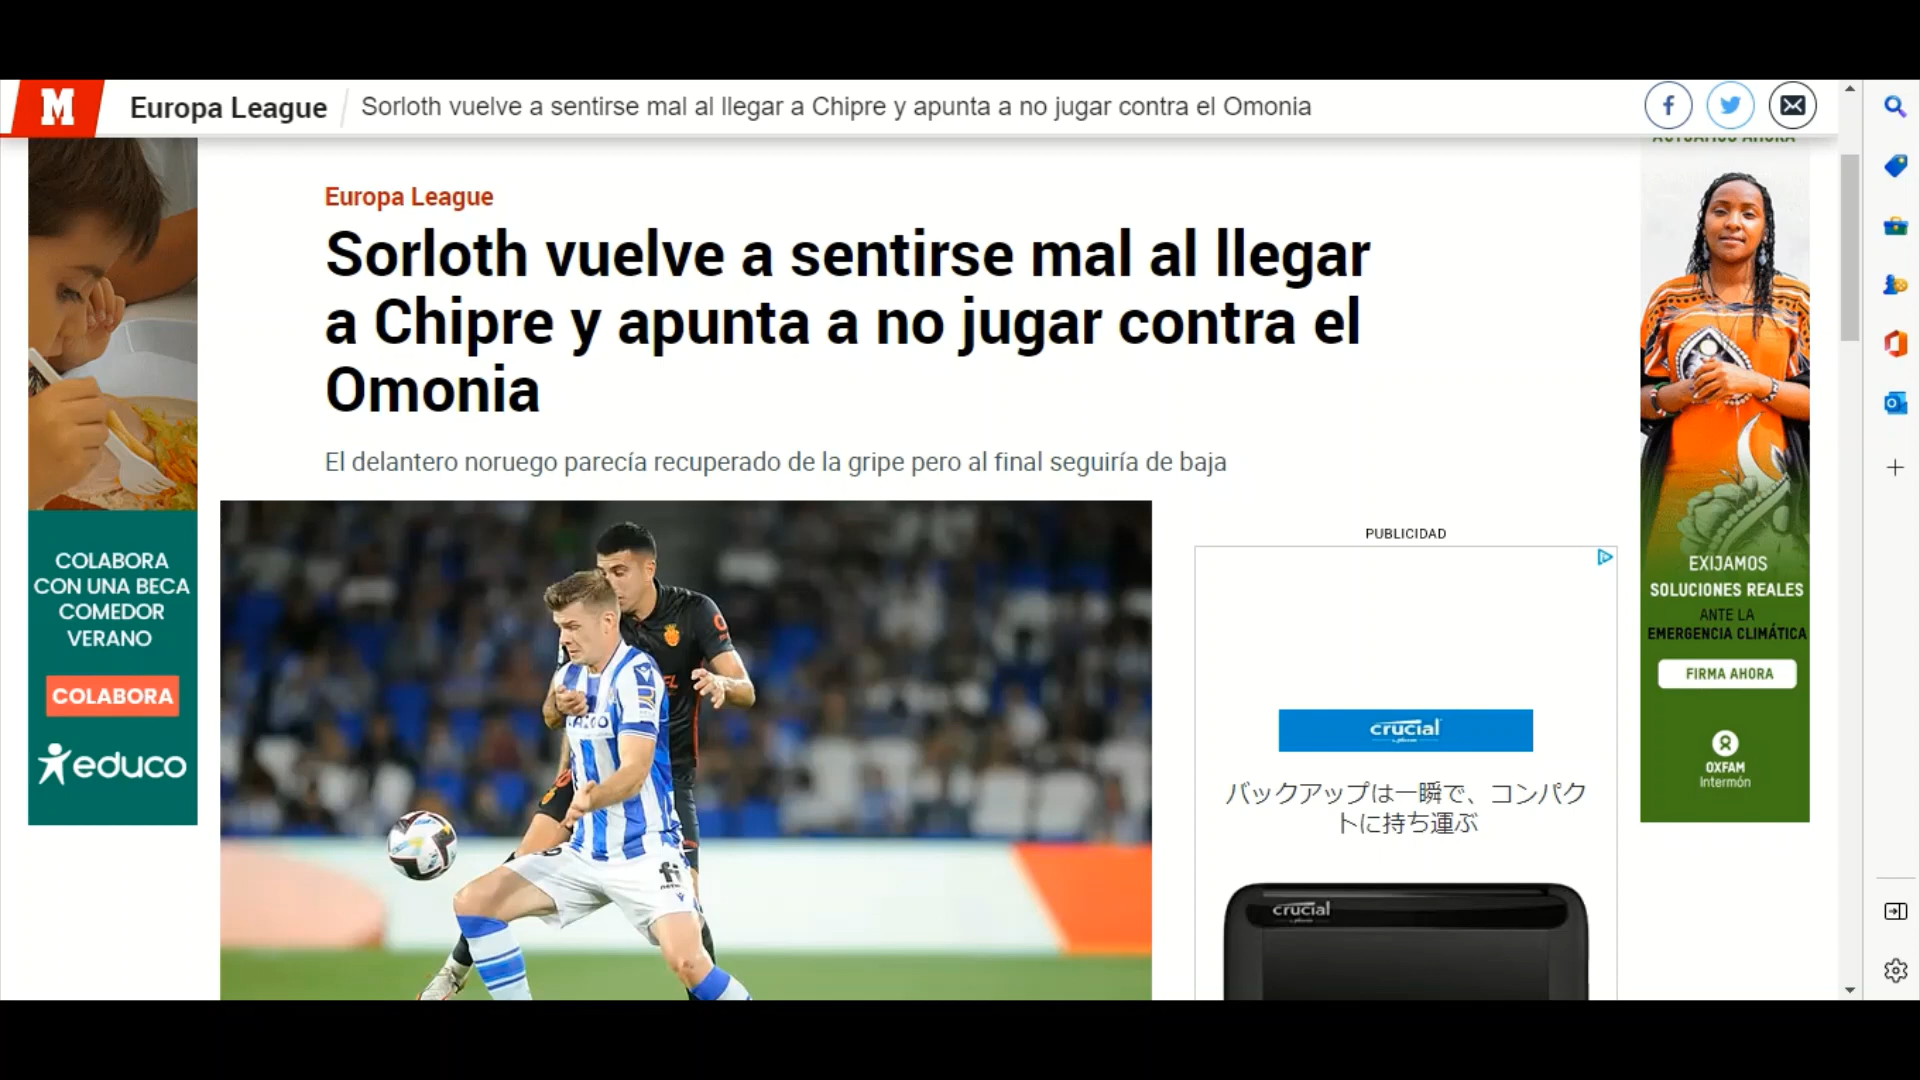 M
Europa League
Sorloth vuelve a sentirse mal al llegar a Chipre y apunta a no jugar contra el Omonia
Europa League
Sorloth vuelve a sentirse mal al llegar
a Chipre y apunta a no jugar contra el
Omonia
El delantero noruego parecía recuperado de la gripe pero al final seguiría de baja
COLABORA
CON UNA BECA
COMEDOR
VERANO
COLABORA
educo
PUBLICIDAD
crucial
バックアップは一瞬で、コンパク
トに持ち運ぶ
crucial
ACTUAMOS AHORA
EXIJAMOS
SOLUCIONES REALES
ANTE LA
EMERGENCIA CLIMÁTICA
FIRMA AHORA
OXFAM
Intermón